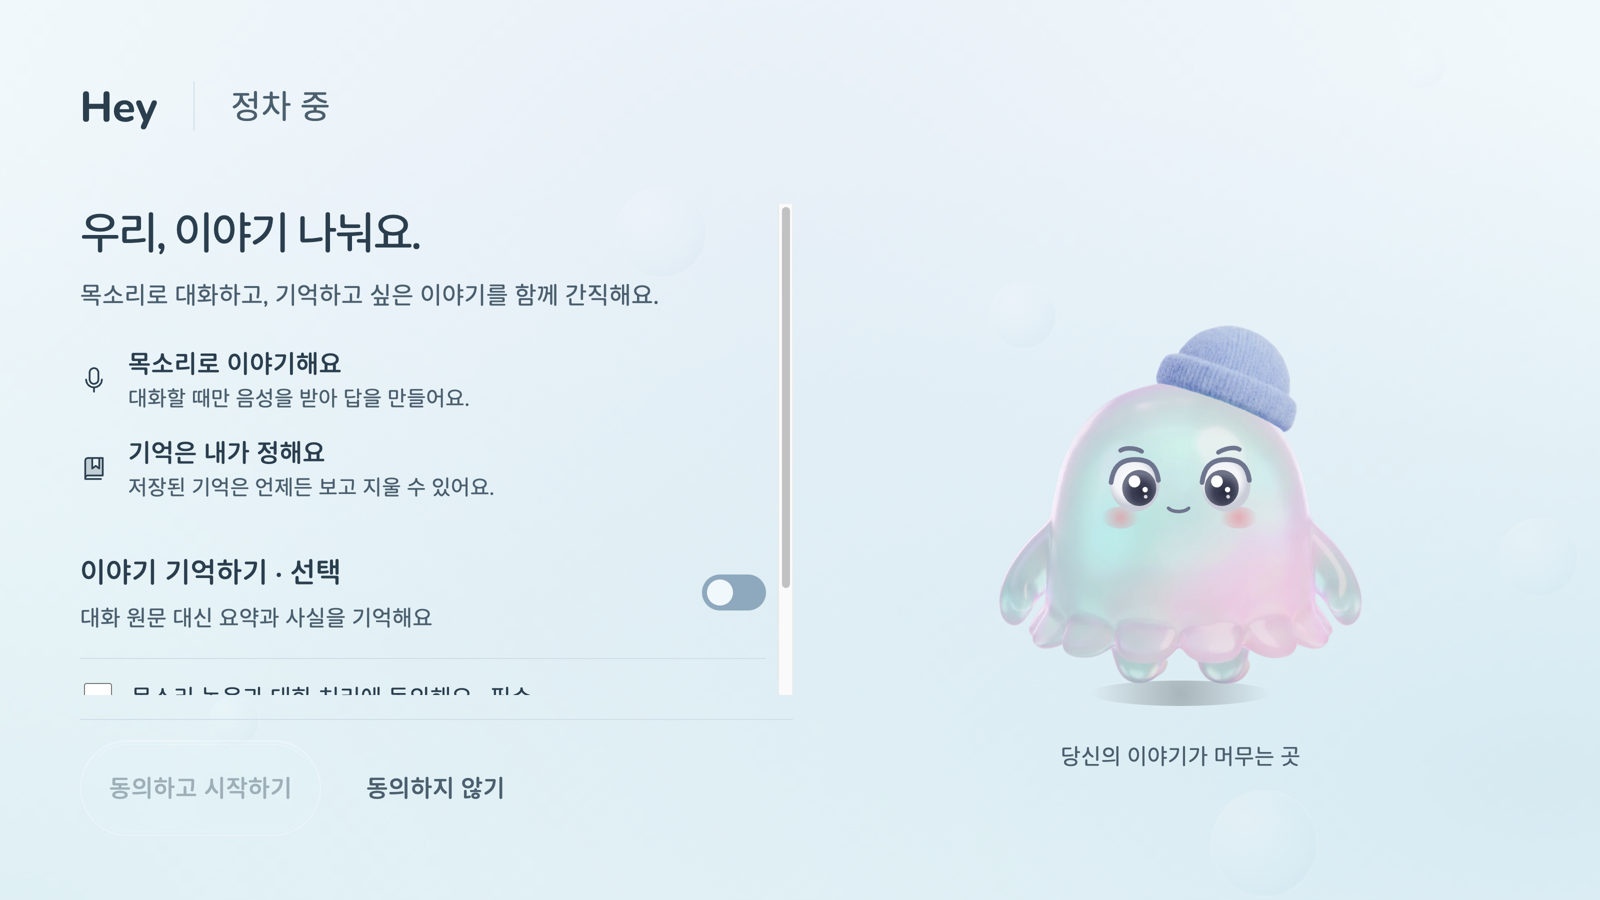 Hey
정차 중
우리, 이야기 나눠요.
목소리로 대화하고, 기억하고 싶은 이야기를 함께 간직해요.
목소리로 이야기해요
대화할 때만 음성을 받아 답을 만들어요.
기억은 내가 정해요
저장된 기억은 언제든 보고 지울 수 있어요.
이야기 기억하기 · 선택
대화 원문 대신 요약과 사실을 기억해요
동의하고 시작하기
동의하지 않기
당신의 이야기가 머무는 곳